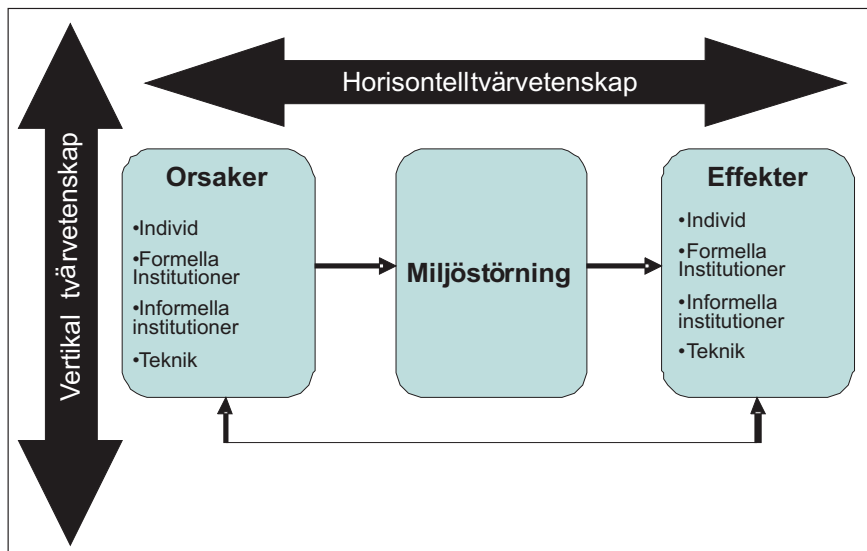 Horisontelltvärvetenskap
Vertikal tvärvetenskap
Orsaker
•Individ
•Formella
Institutioner
•Informella
institutioner
•Teknik
Miljöstörning
Effekter
•Individ
•Formella
Institutioner
•Informella
institutioner
•Teknik